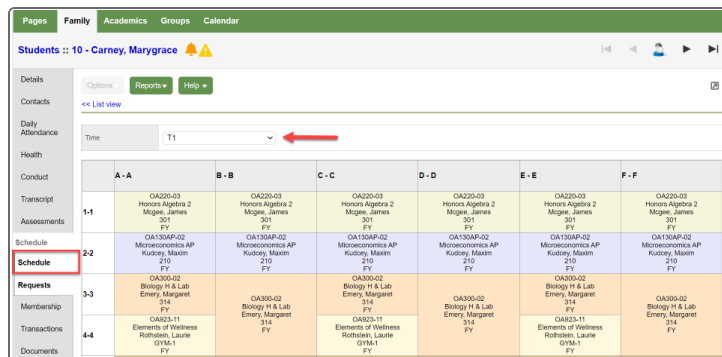 Pages Family Academics Groups Calendar
Students :: 10 - Carney, Marygrace
Details
Contacts
Daily
Attendance
Health
Conduct
Transcript
Assessments
Schedule
Schedule
Requests
Membership
Transactions
Documents
Options Reports Help
<< List view
Time T1
A - A B - B C - C D - D E - E F - F
1-1
OA220-03 OA220-03 OA220-03 OA220-03 OA220-03 OA220-03
Honors Algebra 2 Honors Algebra 2 Honors Algebra 2 Honors Algebra 2 Honors Algebra 2 Honors Algebra 2
Mcgee, James Mcgee, James Mcgee, James Mcgee, James Mcgee, James Mcgee, James
301 301 301 301 301 301
FY FY FY FY FY FY
2-2
OA130AP-02 OA130AP-02 OA130AP-02 OA130AP-02 OA130AP-02 OA130AP-02
Microeconomics AP Microeconomics AP Microeconomics AP Microeconomics AP Microeconomics AP Microeconomics AP
Kudcey, Maxim Kudcey, Maxim Kudcey, Maxim Kudcey, Maxim Kudcey, Maxim Kudcey, Maxim
210 210 210 210 210 210
FY FY FY FY FY FY
3-3
OA300-02 OA300-02 OA300-02 OA300-02 OA300-02 OA300-02
Biology H & Lab Biology H & Lab Biology H & Lab Biology H & Lab Biology H & Lab Biology H & Lab
Emery, Margaret Emery, Margaret Emery, Margaret Emery, Margaret Emery, Margaret Emery, Margaret
314 314 314 314 314 314
FY FY FY FY FY FY
4-4
OA923-11 OA923-11 OA923-11
Elements of Wellness Elements of Wellness Elements of Wellness
Rothstein, Laurie Rothstein, Laurie Rothstein, Laurie
GYM-1 GYM-1 GYM-1
FY FY FY